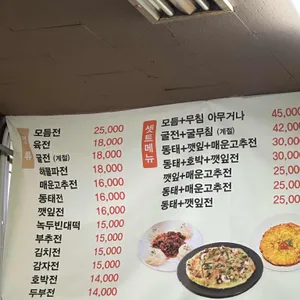 모듬전 25,000
육전 18,000
굴전 (계절) 18,000
해물파전 18,000
매운고추전 16,000
동태전 16,000
깻잎전 16,000
녹두빈대떡 15,000
부추전 15,000
김치전 15,000
감자전 15,000
호박전 14,000
두부전 14,000
셋트메뉴
모듬+무침 아무거나 45,000
굴전+굴무침 (계절) 42,000
동태+깻잎+매운고추전 30,000
동태+호박+깻잎전 30,000
깻잎+매운고추전 25,000
동태+매운고추전 25,000
동태+깻잎전 25,000